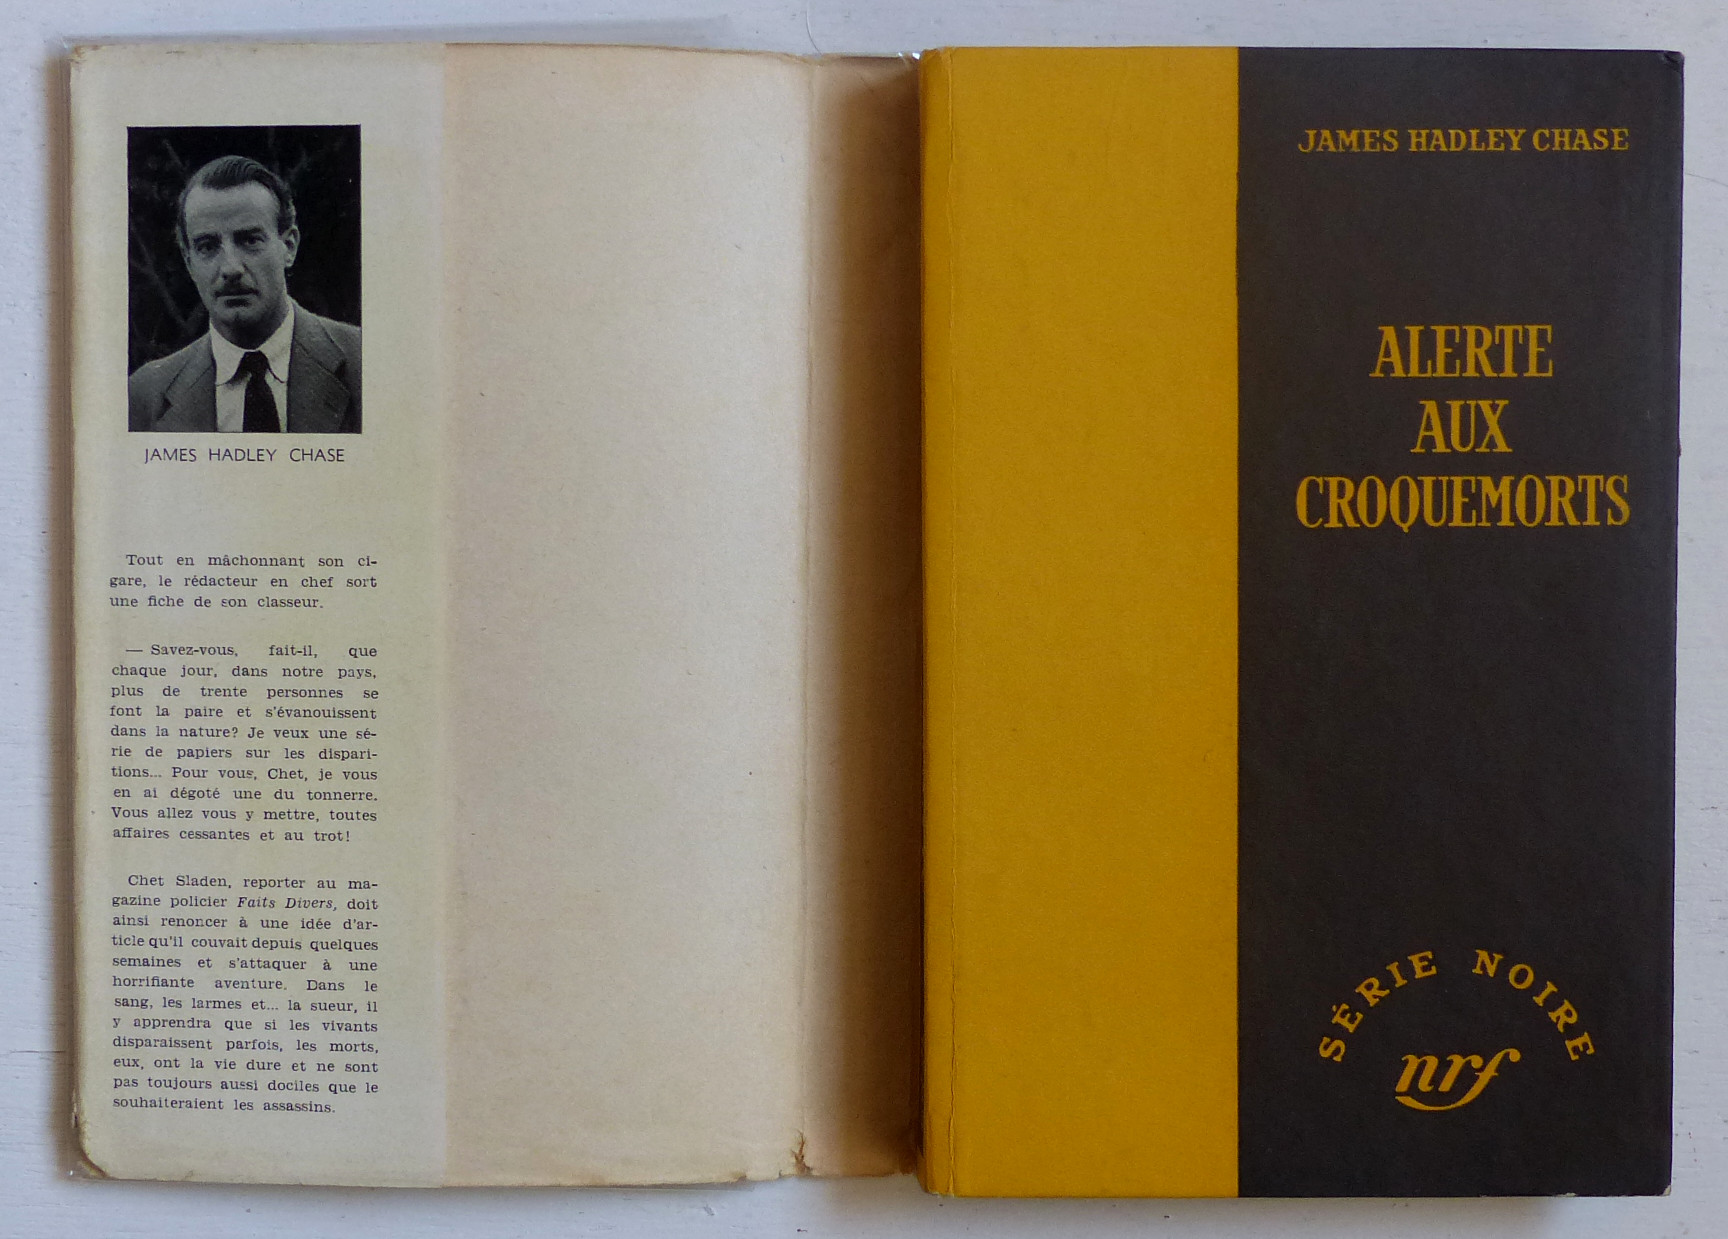 JAMES HADLEY CHASE
Tout en mâchonnant son ci-
gare, le rédacteur en chef sort
une fiche de son classeur.
— Savez-vous, fait-il, que
chaque jour, dans notre pays,
plus de trente personnes se
font la paire et s'évanouissent
dans la nature? Je veux une sé-
rie de papiers sur les dispari-
tions... Pour vous, Chet, je vous
en ai dégoté une du tonnerre.
Vous allez vous y mettre, toutes
affaires cessantes et au trot!
Chet Sladen, reporter au ma-
gazine policier Faits Divers, doit
ainsi renoncer à une idée d'ar-
ticle qu'il couvait depuis quelques
semaines et s'attaquer à une
horrifiante aventure. Dans le
sang, les larmes et... la sueur, il
y apprendra que si les vivants
disparaissent parfois, les morts,
eux, ont la vie dure et ne sont
pas toujours aussi dociles que le
souhaiteraient les assassins.
JAMES HADLEY CHASE
ALERTE
AUX
CROQUEMORTS
SÉRIE NOIRE
nrf